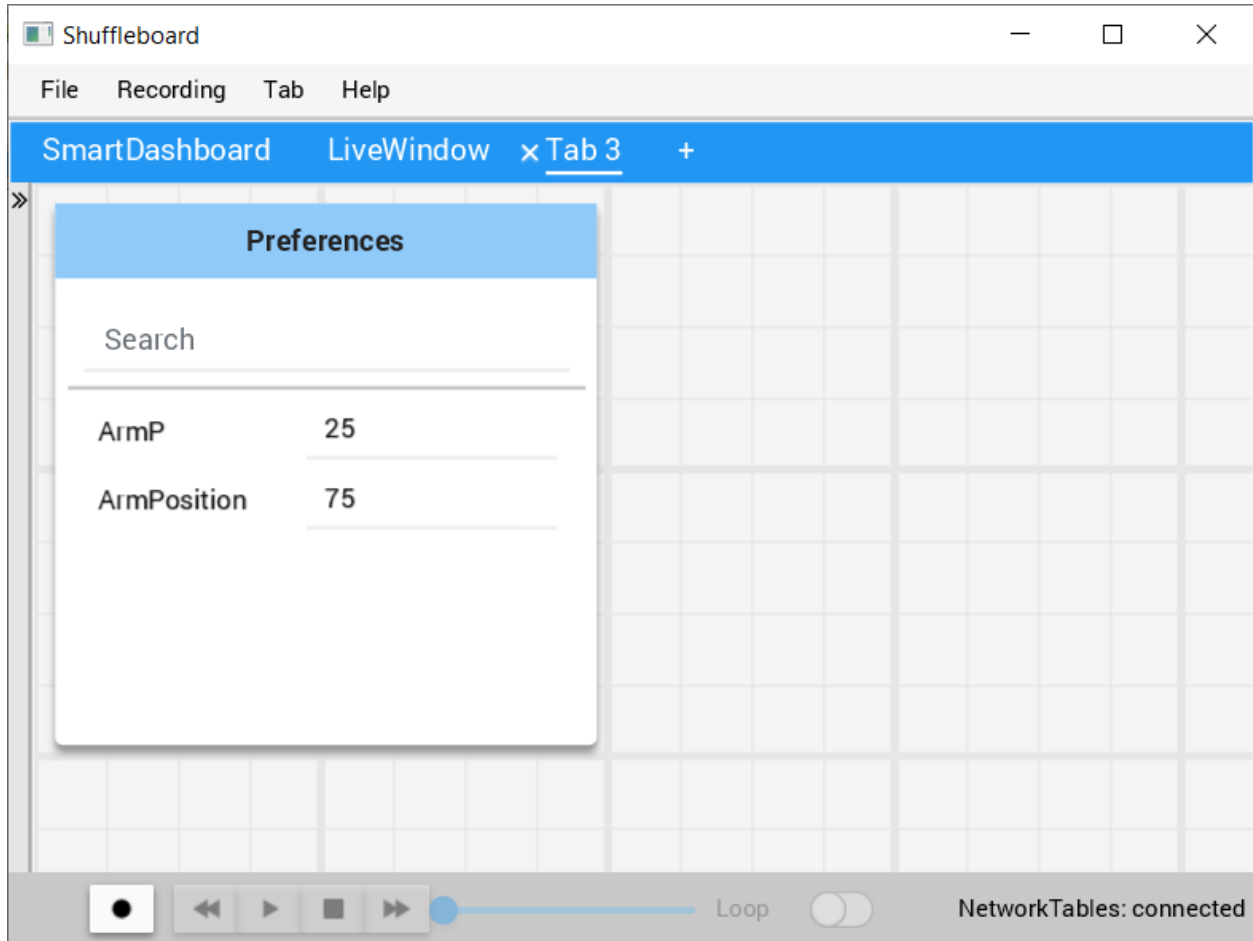 Shuffleboard
File Recording Tab Help
SmartDashboard LiveWindow Tab 3 +
Preferences
Search
ArmP 25
ArmPosition 75
Loop NetworkTables: connected